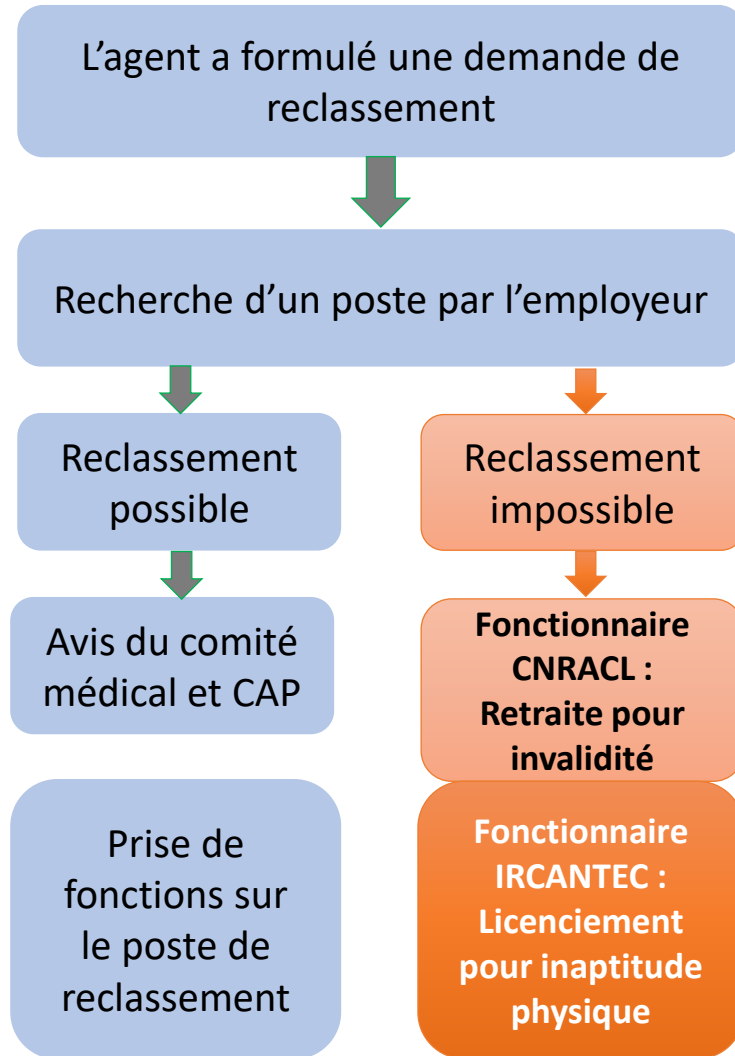 L’agent a formulé une demande de
reclassement
Recherche d’un poste par l’employeur
Reclassement
possible
Reclassement
impossible
Avis du comité
médical et CAP
Fonctionnaire
CNRACL :
Retraite pour
invalidité
Prise de
fonctions sur
le poste de
reclassement
Fonctionnaire
IRCANTEC :
Licenciement
pour inaptitude
physique